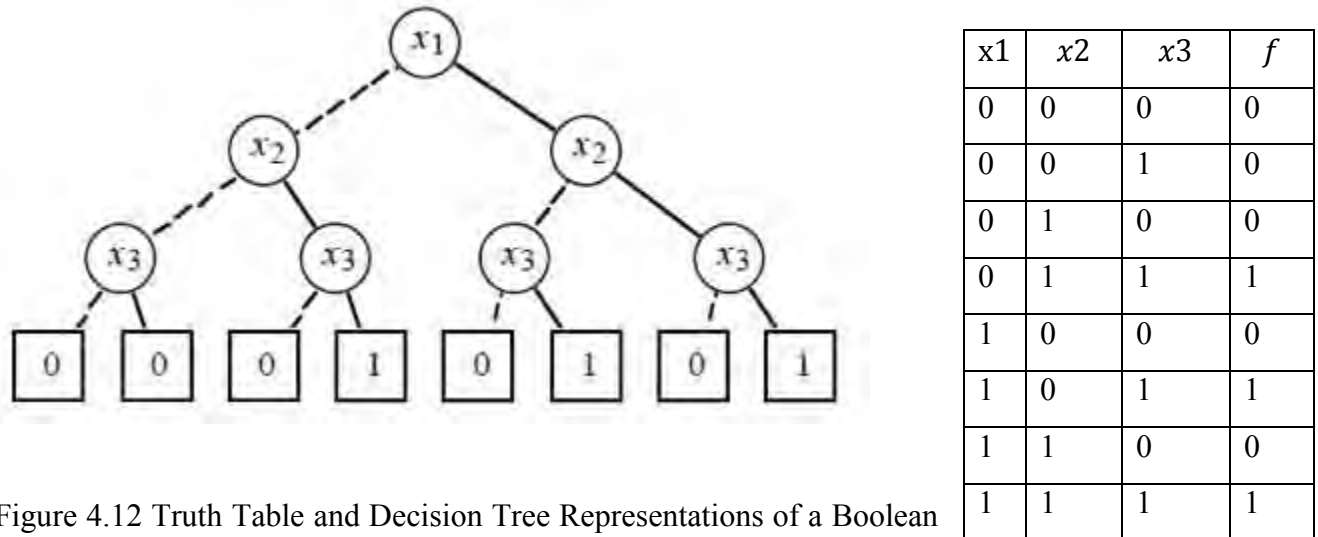 x1
x2 x2
x3 x3 x3 x3
0 0 0 1 0 1 0 1
x1 x2 x3 f
0 0 0 0
0 0 1 0
0 1 0 0
0 1 1 1
1 0 0 0
1 0 1 1
1 1 0 0
1 1 1 1
Figure 4.12 Truth Table and Decision Tree Representations of a Boolean